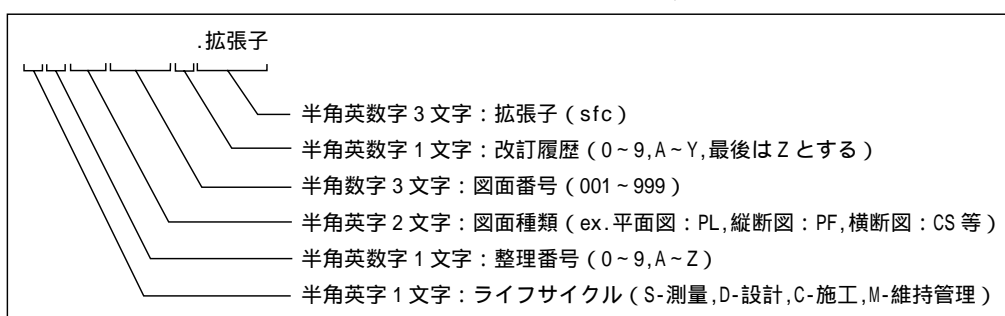 .拡張子
半角英数字3文字：拡張子（sfc）
半角英数字1文字：改訂履歴（0~9,A~Y,最後はZとする）
半角数字3文字：図面番号（001~999）
半角英字2文字：図面種類（ex.平面図：PL,縦断図：PF,横断図：CS等）
半角英数字1文字：整理番号（0~9,A~Z）
半角英字1文字：ライフサイクル（S-測量,D-設計,C-施工,M-維持管理）